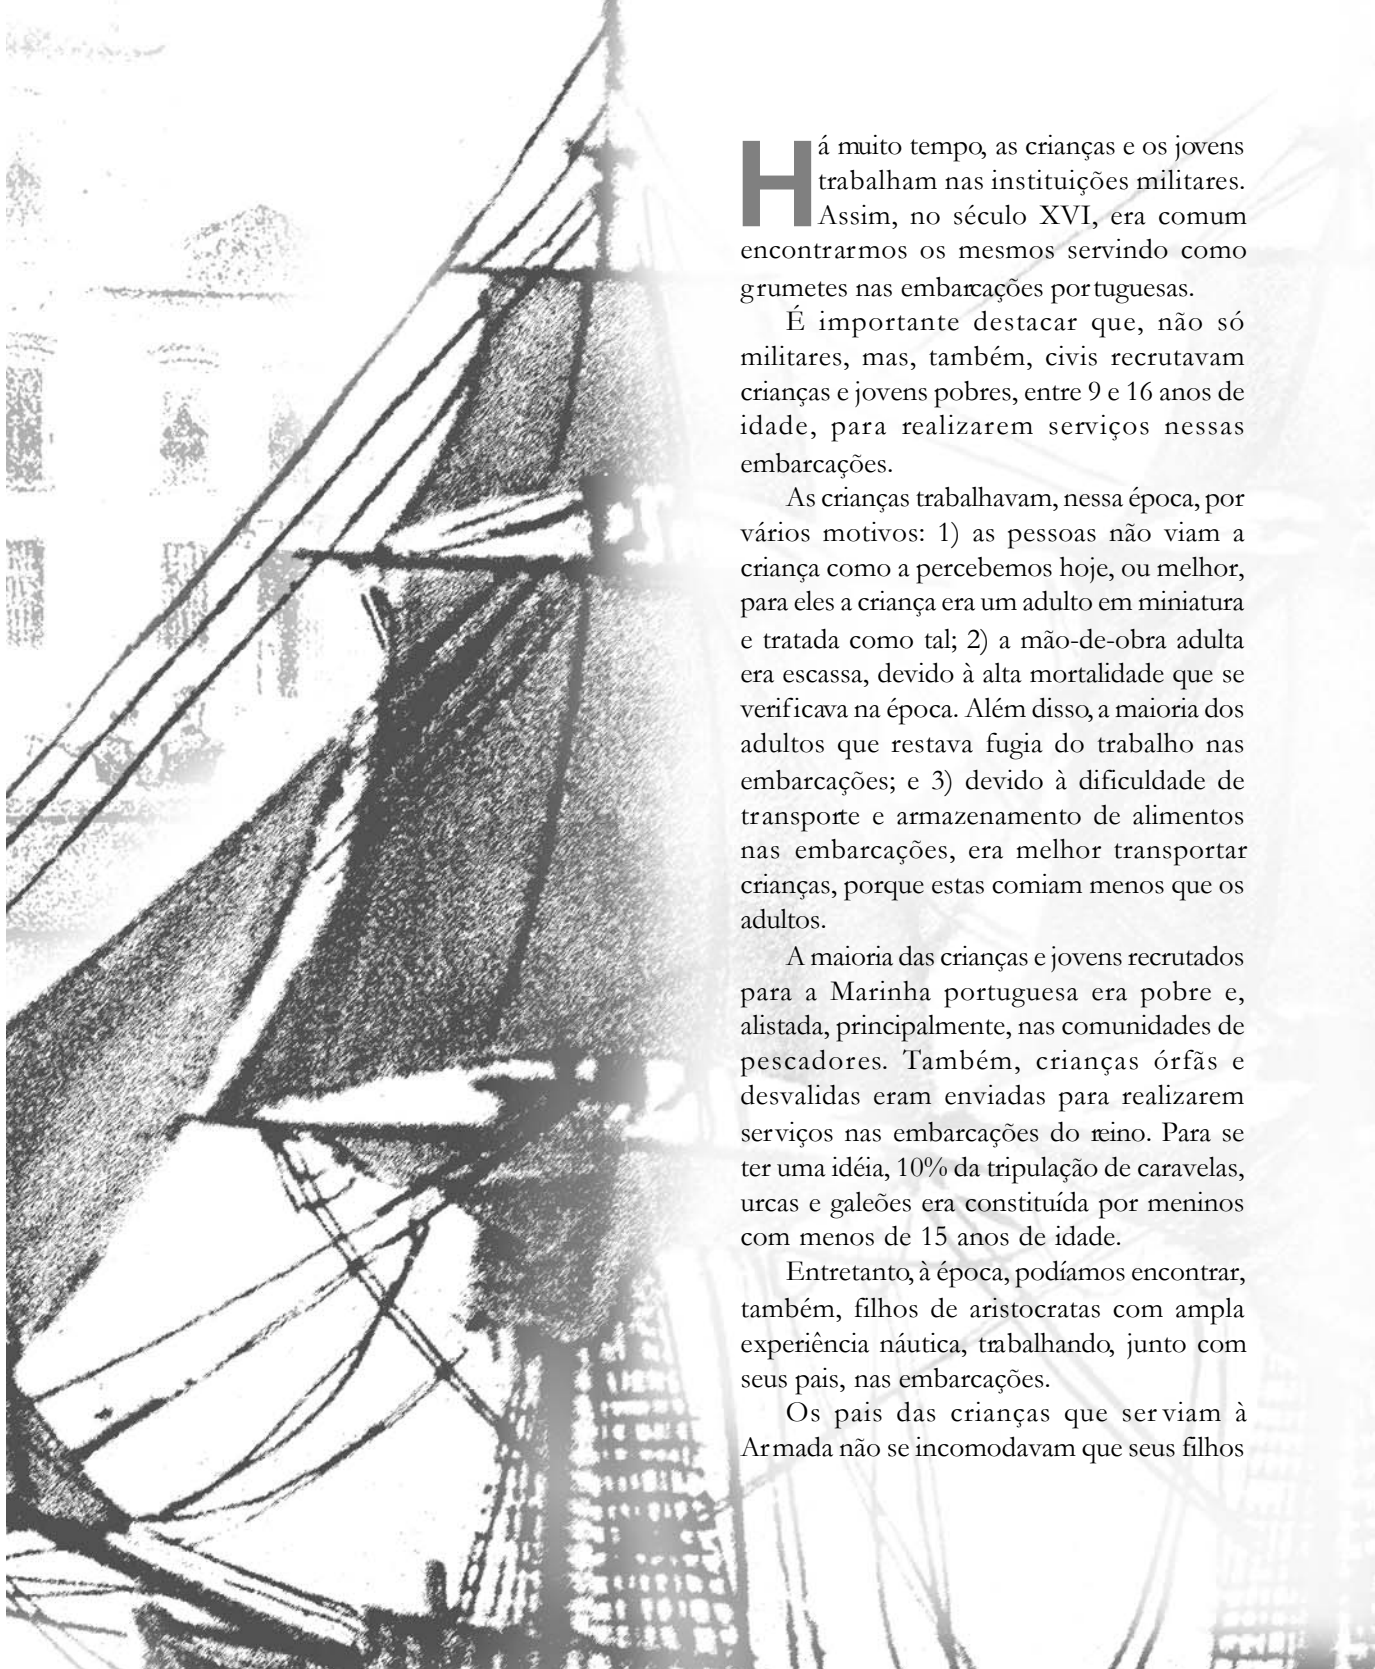 Há muito tempo, as crianças e os jovens
trabalham nas instituições militares.
Assim, no século XVI, era comum
encontrarmos os mesmos servindo como
grumetes nas embarcações portuguesas.
É importante destacar que, não só
militares, mas, também, civis recrutavam
crianças e jovens pobres, entre 9 e 16 anos de
idade, para realizarem serviços nessas
embarcações.
As crianças trabalhavam, nessa época, por
vários motivos: 1) as pessoas não viam a
criança como a percebemos hoje, ou melhor,
para eles a criança era um adulto em miniatura
e tratada como tal; 2) a mão-de-obra adulta
era escassa, devido à alta mortalidade que se
verificava na época. Além disso, a maioria dos
adultos que restava fugia do trabalho nas
embarcações; e 3) devido à dificuldade de
transporte e armazenamento de alimentos
nas embarcações, era melhor transportar
crianças, porque estas comiam menos que os
adultos.
A maioria das crianças e jovens recrutados
para a Marinha portuguesa era pobre e,
alistada, principalmente, nas comunidades de
pescadores. Também, crianças órfãs e
desvalidas eram enviadas para realizarem
serviços nas embarcações do reino. Para se
ter uma idéia, 10% da tripulação de caravelas,
urcas e galeões era constituída por meninos
com menos de 15 anos de idade.
Entretanto, à época, podíamos encontrar,
também, filhos de aristocratas com ampla
experiência náutica, trabalhando, junto com
seus pais, nas embarcações.
Os pais das crianças que serviam à
Armada não se incomodavam que seus filhos